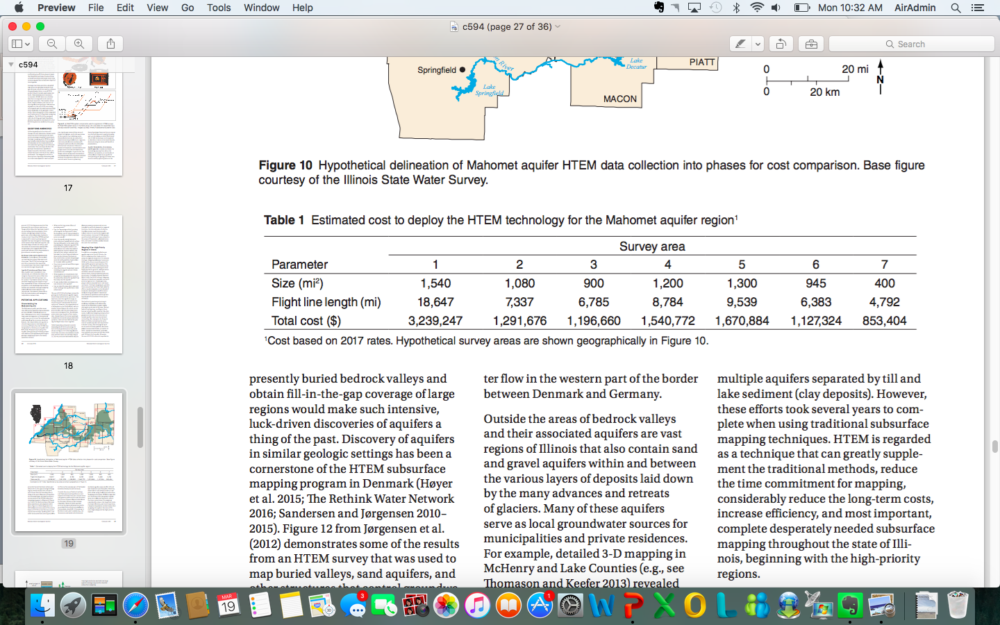 Preview File Edit View Go Tools Window Help
Mon 10:32 AM AirAdmin
c594 (page 27 of 36)
Search
c594
17
18
19
Springfield
Lake
Springfield
River
Lake
Decatur
MACON
PIATT
0 20 mi
0 20 km
N
Figure 10 Hypothetical delineation of Mahomet aquifer HTEM data collection into phases for cost comparison. Base figure
courtesy of the Illinois State Water Survey.
Table 1 Estimated cost to deploy the HTEM technology for the Mahomet aquifer region¹
Survey area
Parameter 1 2 3 4 5 6 7
Size (mi²) 1,540 1,080 900 1,200 1,300 945 400
Flight line length (mi) 18,647 7,337 6,785 8,784 9,539 6,383 4,792
Total cost ($) 3,239,247 1,291,676 1,196,660 1,540,772 1,670,884 1,127,324 853,404
¹Cost based on 2017 rates. Hypothetical survey areas are shown geographically in Figure 10.
presently buried bedrock valleys and
obtain fill-in-the-gap coverage of large
regions would make such intensive,
luck-driven discoveries of aquifers a
thing of the past. Discovery of aquifers
in similar geologic settings has been a
cornerstone of the HTEM subsurface
mapping program in Denmark (Høyer
et al. 2015; The Rethink Water Network
2016; Sandersen and Jørgensen 2010–
2015). Figure 12 from Jørgensen et al.
(2012) demonstrates some of the results
from an HTEM survey that was used to
map buried valleys, sand aquifers, and
other structures that control groundwa-
ter flow in the western part of the border
between Denmark and Germany.
Outside the areas of bedrock valleys
and their associated aquifers are vast
regions of Illinois that also contain sand
and gravel aquifers within and between
the various layers of deposits laid down
by the many advances and retreats
of glaciers. Many of these aquifers
serve as local groundwater sources for
municipalities and private residences.
For example, detailed 3-D mapping in
McHenry and Lake Counties (e.g., see
Thomason and Keefer 2013) revealed
multiple aquifers separated by till and
lake sediment (clay deposits). However,
these efforts took several years to com-
plete when using traditional subsurface
mapping techniques. HTEM is regarded
as a technique that can greatly supple-
ment the traditional methods, reduce
the time commitment for mapping,
considerably reduce the long-term costs,
increase efficiency, and most important,
complete desperately needed subsurface
mapping throughout the state of Illi-
nois, beginning with the high-priority
regions.
MAR
19
3
1